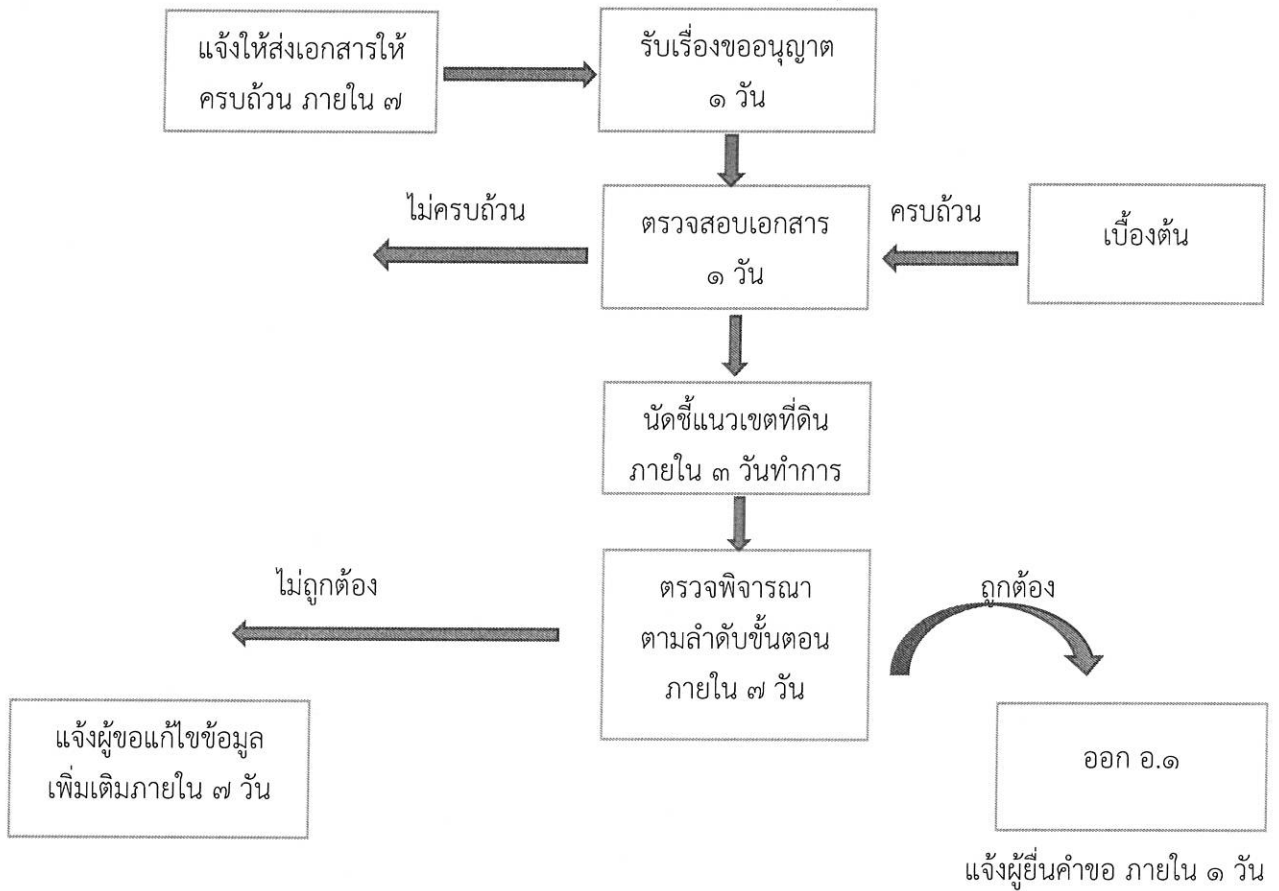 แจ้งให้ส่งเอกสารให้
ครบถ้วน ภายใน ๗
รับเรื่องขออนุญาต
๑ วัน
ไม่ครบถ้วน
ตรวจสอบเอกสาร
๑ วัน
ครบถ้วน
เบื้องต้น
นัดชี้แนวเขตที่ดิน
ภายใน ๓ วันทำการ
ไม่ถูกต้อง
ตรวจพิจารณา
ตามลำดับขั้นตอน
ภายใน ๗ วัน
ถูกต้อง
แจ้งผู้ขอแก้ไขข้อมูล
เพิ่มเติมภายใน ๗ วัน
ออก อ.๑
แจ้งผู้ยื่นคำขอ ภายใน ๑ วัน